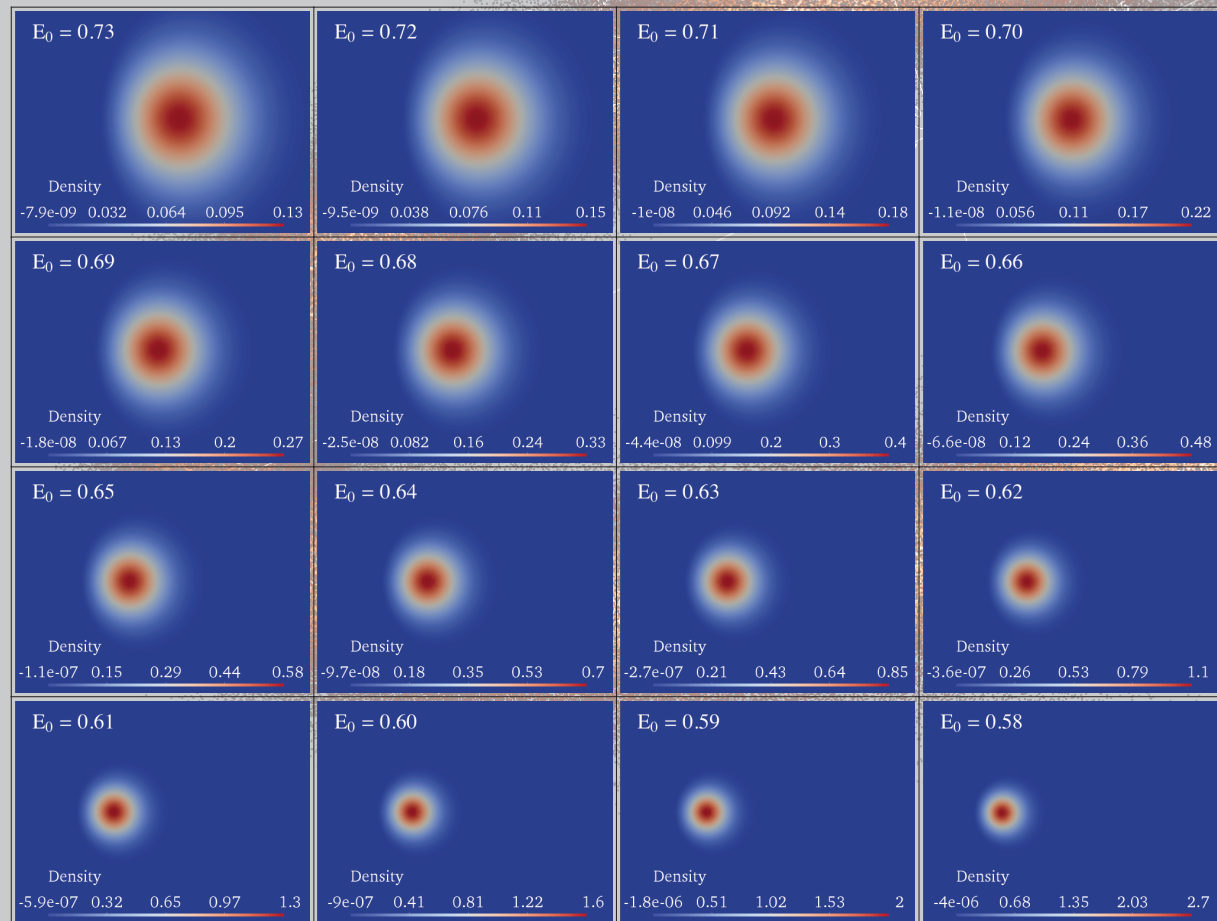 E₀ = 0.73
Density
-7.9e-09 0.032 0.064 0.095 0.13
E₀ = 0.72
Density
-9.5e-09 0.038 0.076 0.11 0.15
E₀ = 0.71
Density
-1e-08 0.046 0.092 0.14 0.18
E₀ = 0.70
Density
-1.1e-08 0.056 0.11 0.17 0.22
E₀ = 0.69
Density
-1.8e-08 0.067 0.13 0.2 0.27
E₀ = 0.68
Density
-2.5e-08 0.082 0.16 0.24 0.33
E₀ = 0.67
Density
-4.4e-08 0.099 0.2 0.3 0.4
E₀ = 0.66
Density
-6.6e-08 0.12 0.24 0.36 0.48
E₀ = 0.65
Density
-1.1e-07 0.15 0.29 0.44 0.58
E₀ = 0.64
Density
-9.7e-08 0.18 0.35 0.53 0.7
E₀ = 0.63
Density
-2.7e-07 0.21 0.43 0.64 0.85
E₀ = 0.62
Density
-3.6e-07 0.26 0.53 0.79 1.1
E₀ = 0.61
Density
-5.9e-07 0.32 0.65 0.97 1.3
E₀ = 0.60
Density
-9e-07 0.41 0.81 1.22 1.6
E₀ = 0.59
Density
-1.8e-06 0.51 1.02 1.53 2
E₀ = 0.58
Density
-4e-06 0.68 1.35 2.03 2.7